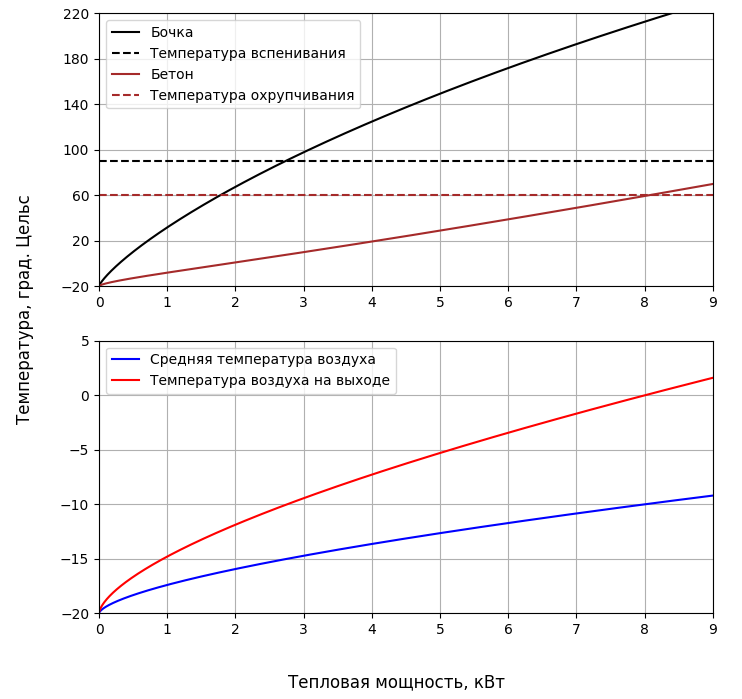 220
180
140
100
60
20
−20
Бочка
Температура вспенивания
Бетон
Температура охрупчивания
0 1 2 3 4 5 6 7 8 9
Температура, град. Цельс
5
0
−5
−10
−15
−20
Средняя температура воздуха
Температура воздуха на выходе
0 1 2 3 4 5 6 7 8 9
Тепловая мощность, кВт